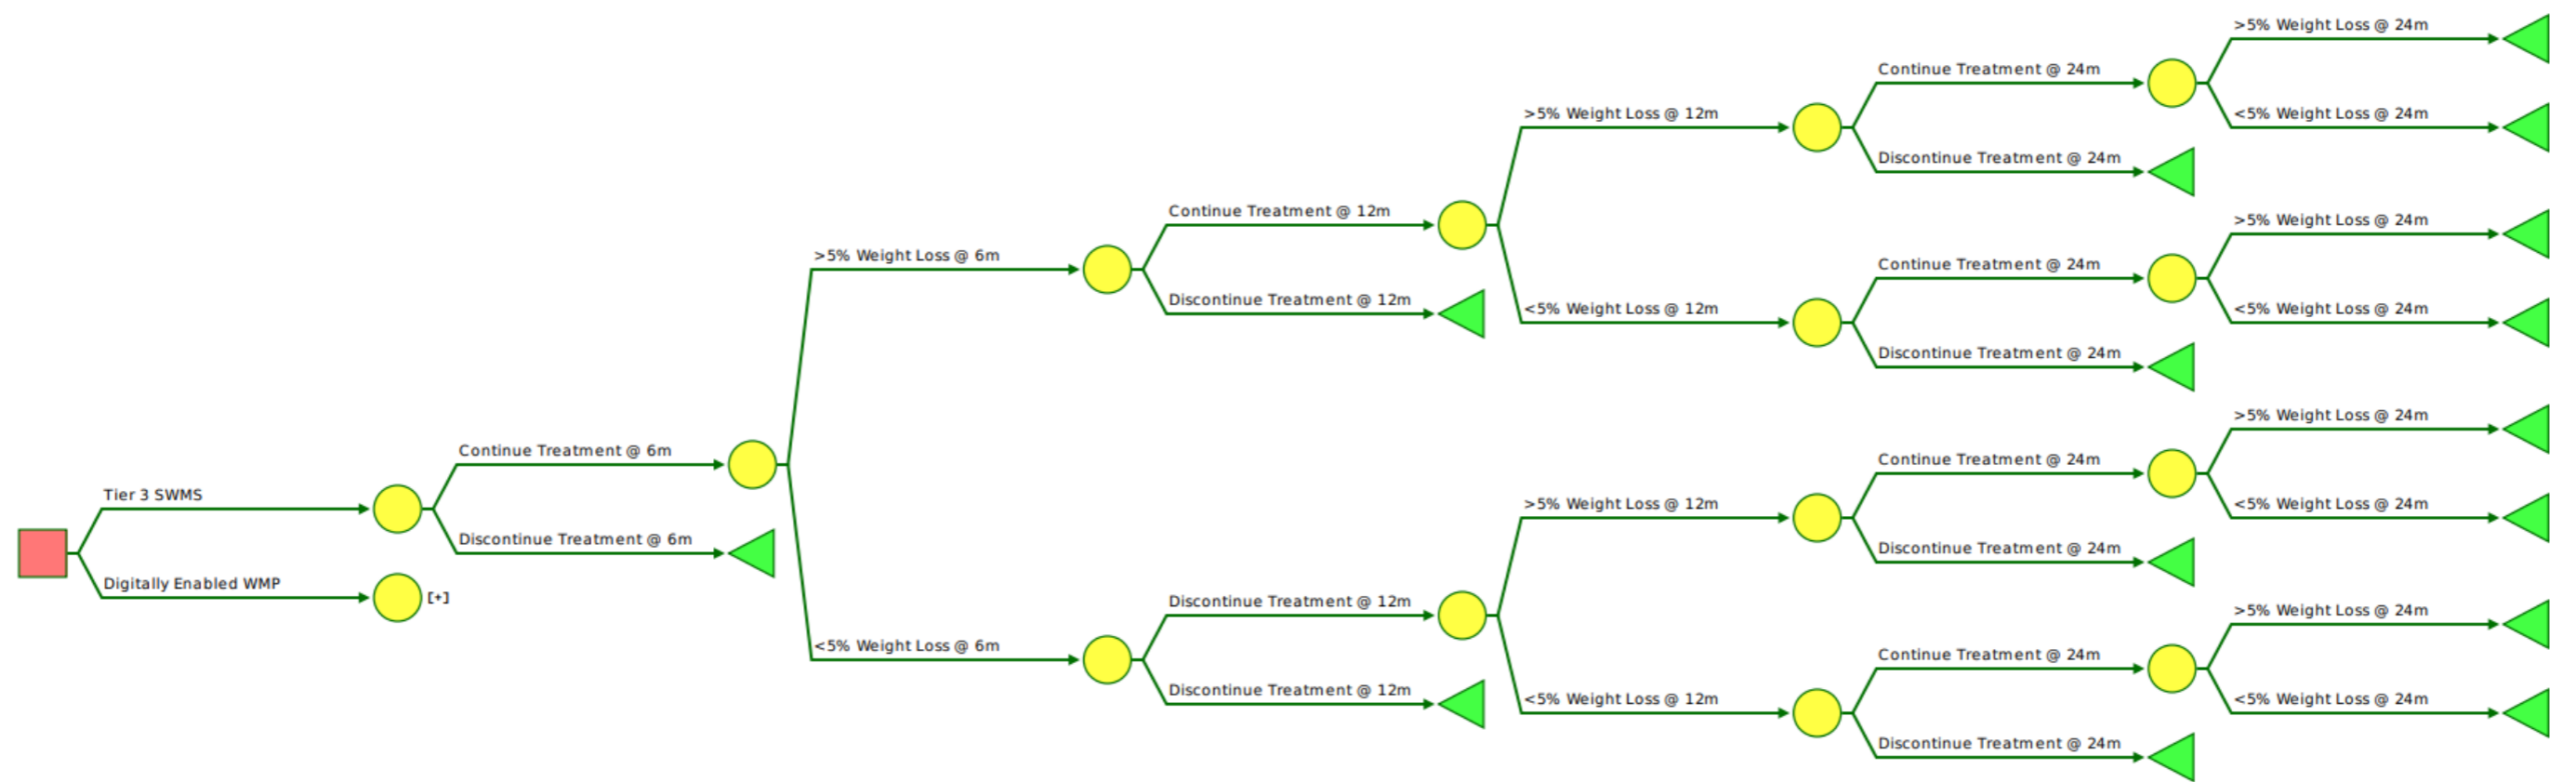 >5% Weight Loss @ 24m
Continue Treatment @ 24m
>5% Weight Loss @ 12m
<5% Weight Loss @ 24m
Discontinue Treatment @ 24m
Continue Treatment @ 12m
>5% Weight Loss @ 24m
>5% Weight Loss @ 6m
Continue Treatment @ 24m
Discontinue Treatment @ 12m
<5% Weight Loss @ 12m
<5% Weight Loss @ 24m
Discontinue Treatment @ 24m
>5% Weight Loss @ 24m
Continue Treatment @ 6m
Continue Treatment @ 24m
Tier 3 SWMS
>5% Weight Loss @ 12m
<5% Weight Loss @ 24m
Discontinue Treatment @ 6m
Discontinue Treatment @ 24m
Digitally Enabled WMP
[+]
Discontinue Treatment @ 12m
>5% Weight Loss @ 24m
<5% Weight Loss @ 6m
Continue Treatment @ 24m
Discontinue Treatment @ 12m
<5% Weight Loss @ 12m
<5% Weight Loss @ 24m
Discontinue Treatment @ 24m